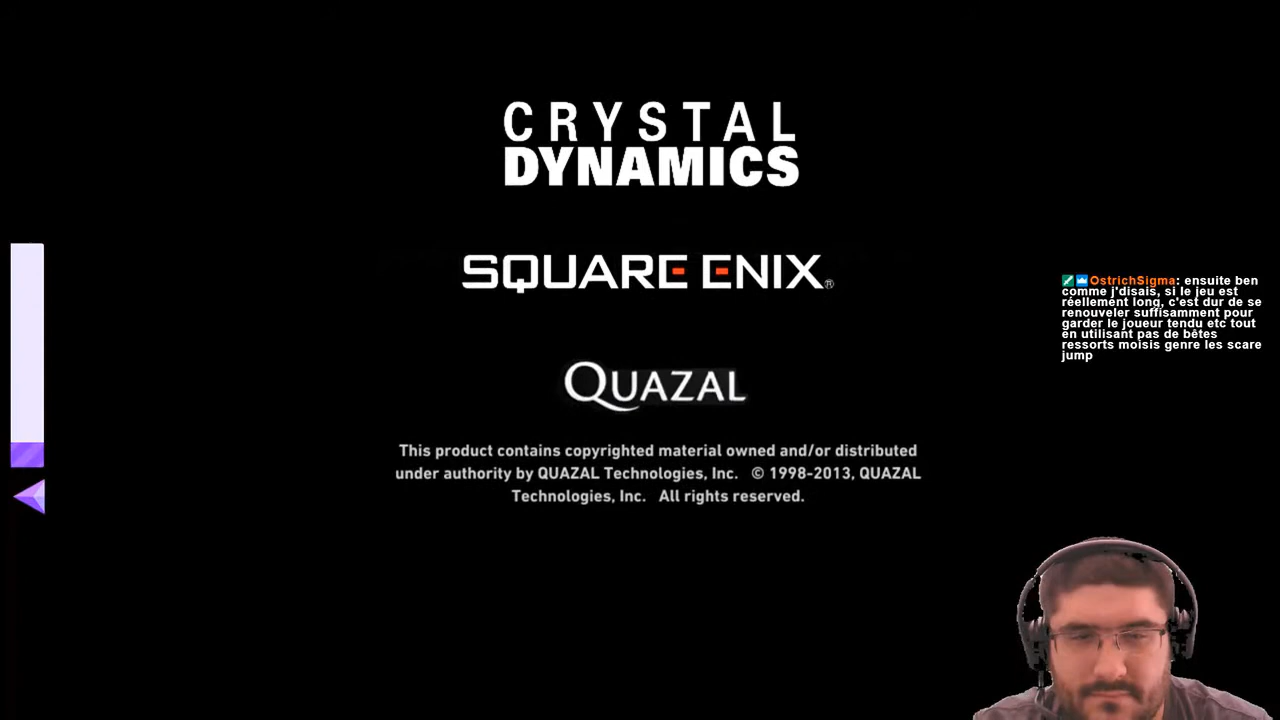 CRYSTAL
DYNAMICS
SQUARE ENIX®
QUAZAL
This product contains copyrighted material owned and/or distributed
under authority by QUAZAL Technologies, Inc. © 1998-2013, QUAZAL
Technologies, Inc. All rights reserved.
OstrichSigma: ensuite ben
comme j'disais, si le jeu est
réellement long, c'est dur de se
renouveler suffisamment pour
garder le joueur tendu etc tout
en utilisant pas de bêtes
ressorts moisis genre les scare
jump